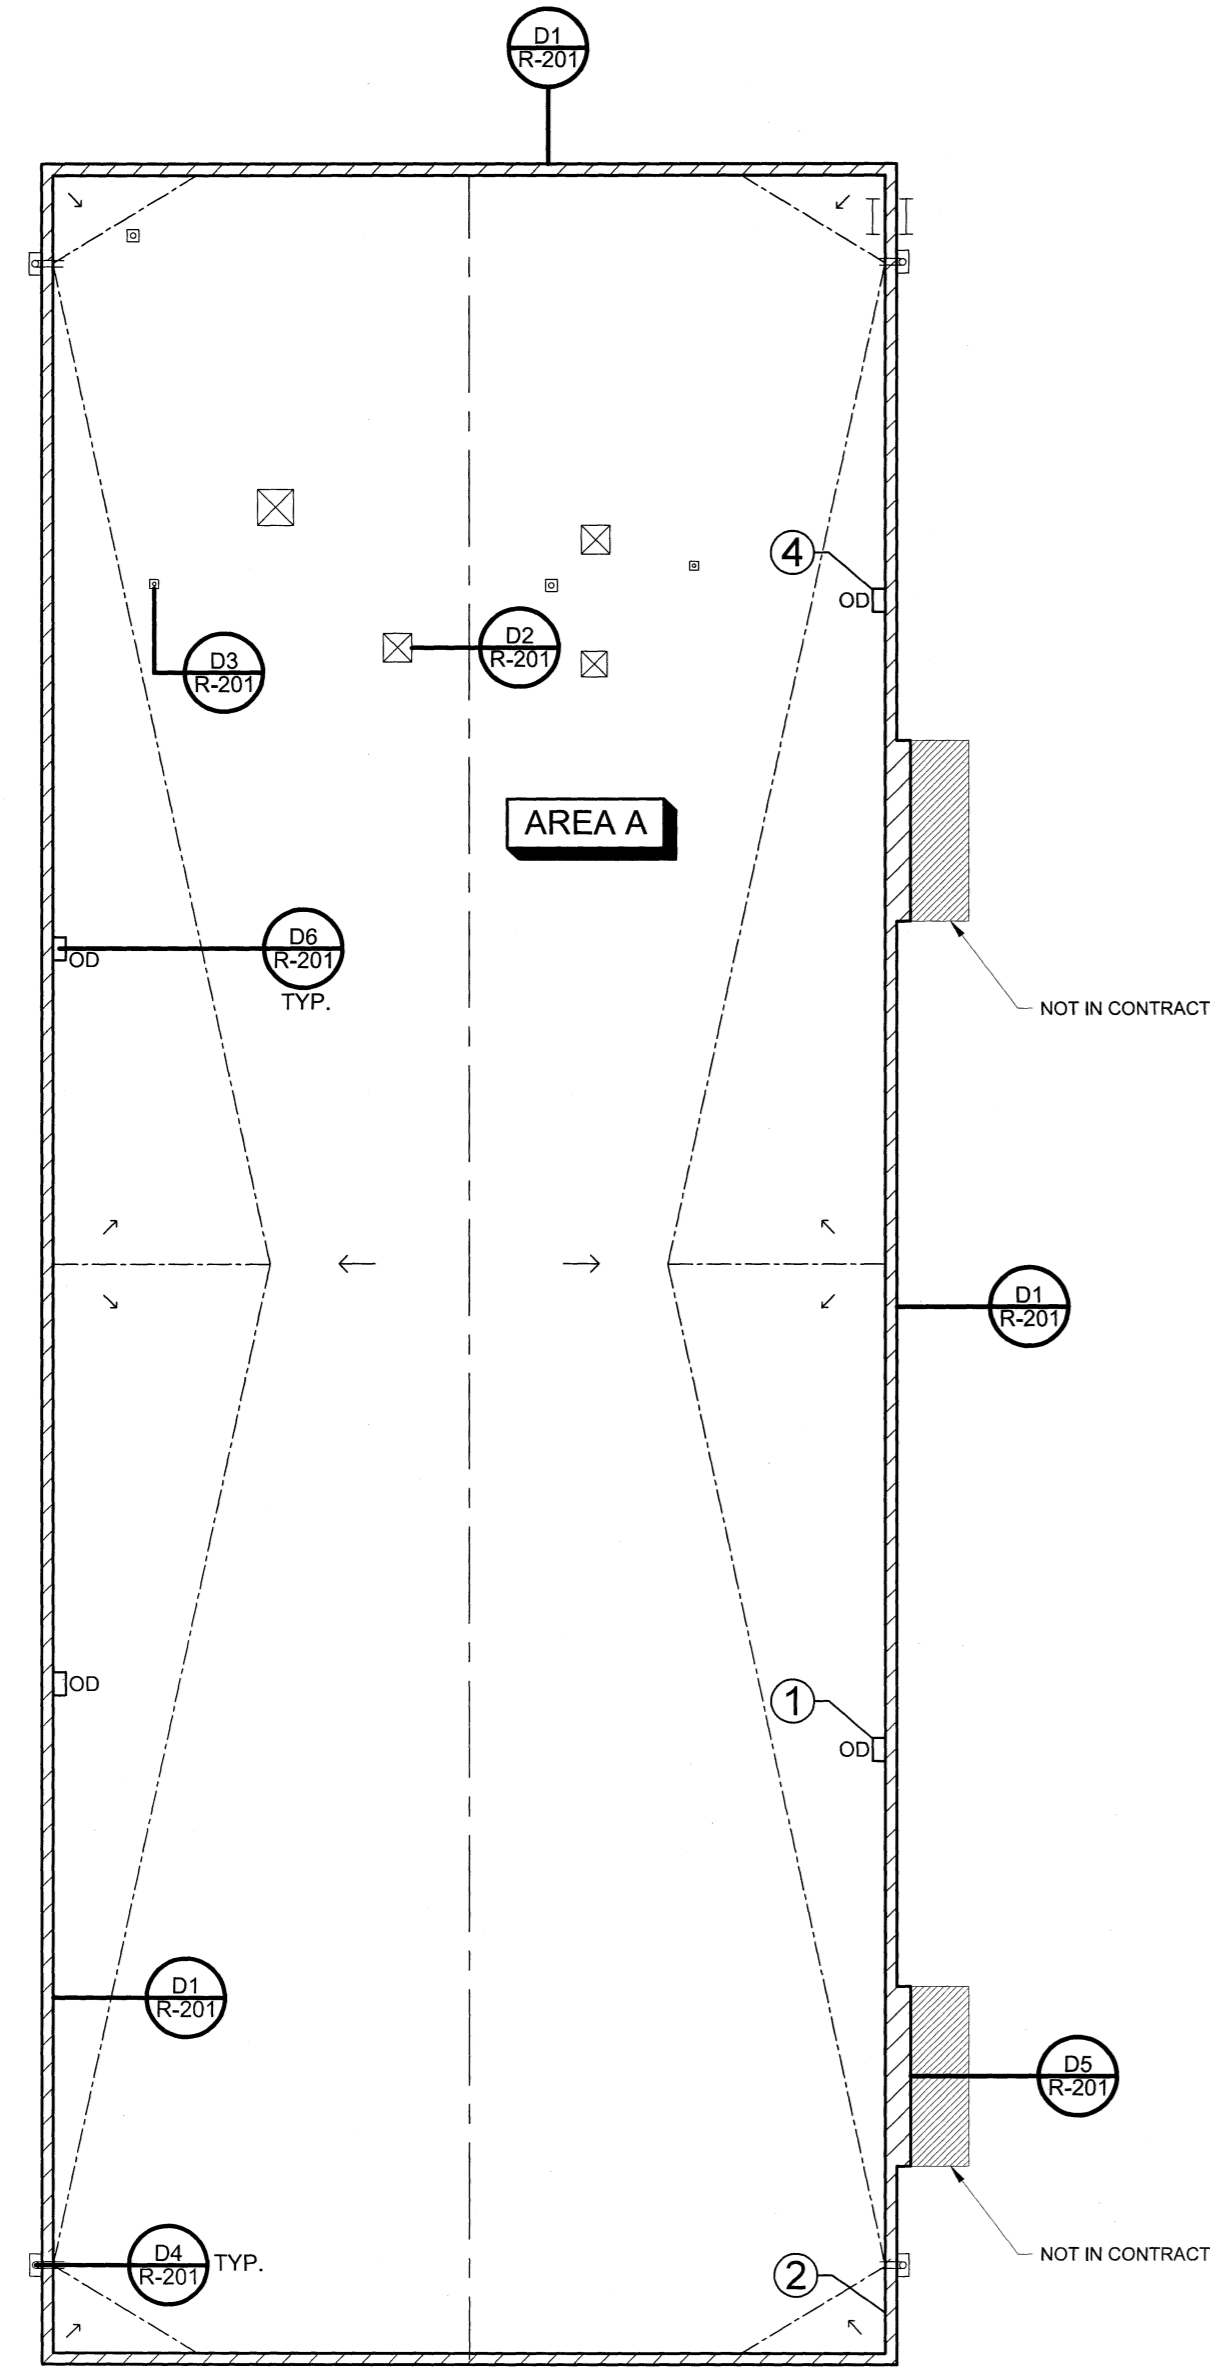 D1
R-201
4
OD
D2
R-201
D3
R-201
AREA A
D6
R-201
OD
TYP.
NOT IN CONTRACT
D1
R-201
OD
1
OD
D1
R-201
D5
R-201
D4
R-201
TYP.
NOT IN CONTRACT
2